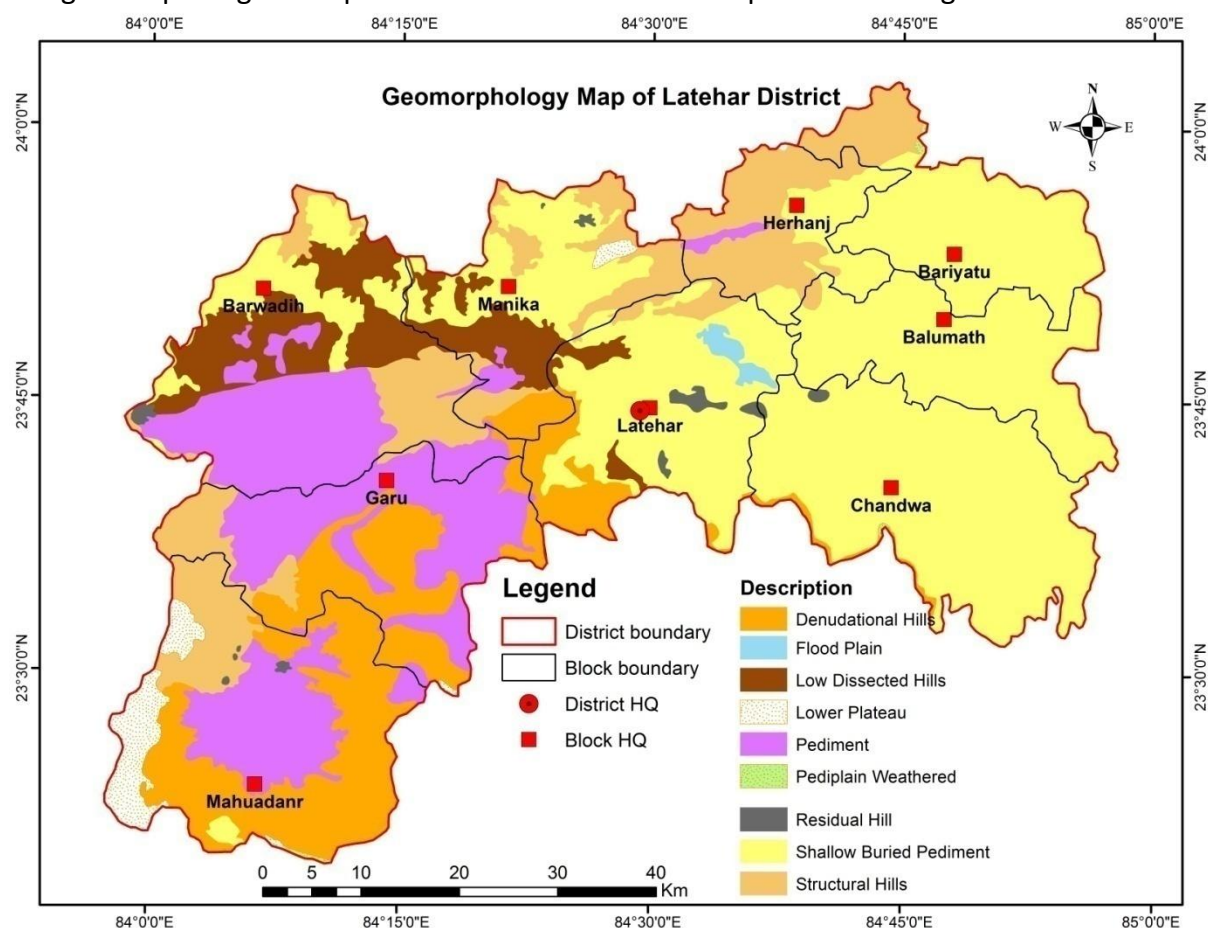 84°0'0"E 84°15'0"E 84°30'0"E 84°45'0"E 85°0'0"E
Geomorphology Map of Latehar District
N
W E
S
24°0'0"N 24°0'0"N
Herhanj
Bariyatu
Barwadih Manika
Balumath
23°45'0"N 23°45'0"N
Latehar
Garu
Chandwa
Legend
District boundary
Block boundary
District HQ
Block HQ
Description
Denudational Hills
Flood Plain
Low Dissected Hills
Lower Plateau
Pediment
Pediplain Weathered
Residual Hill
Shallow Buried Pediment
Structural Hills
23°30'0"N 23°30'0"N
Mahuadanr
0 5 10 20 30 40
Km
84°0'0"E 84°15'0"E 84°30'0"E 84°45'0"E 85°0'0"E